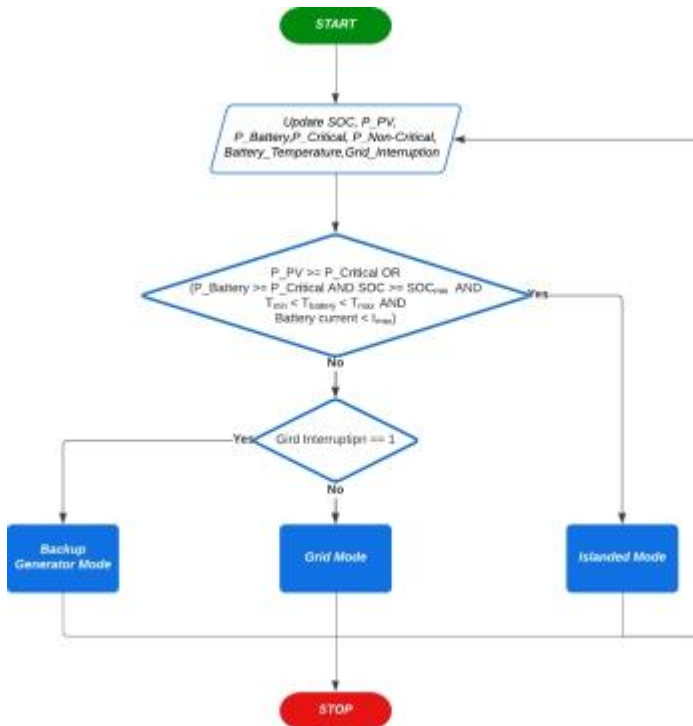 START
Update SOC, P_PV,
P_Battery,P_Critical, P_Non-Critical,
Battery_Temperature,Grid_Interruption
P_PV >= P_Critical OR
(P_Battery >= P_Critical AND SOC >= SOCmax AND
Tmin < Tbattery < Tmax AND
Battery current < Imax)
Yes
No
Gird Interruption == 1
Yes
No
Backup
Generator Mode
Grid Mode
Islanded Mode
STOP